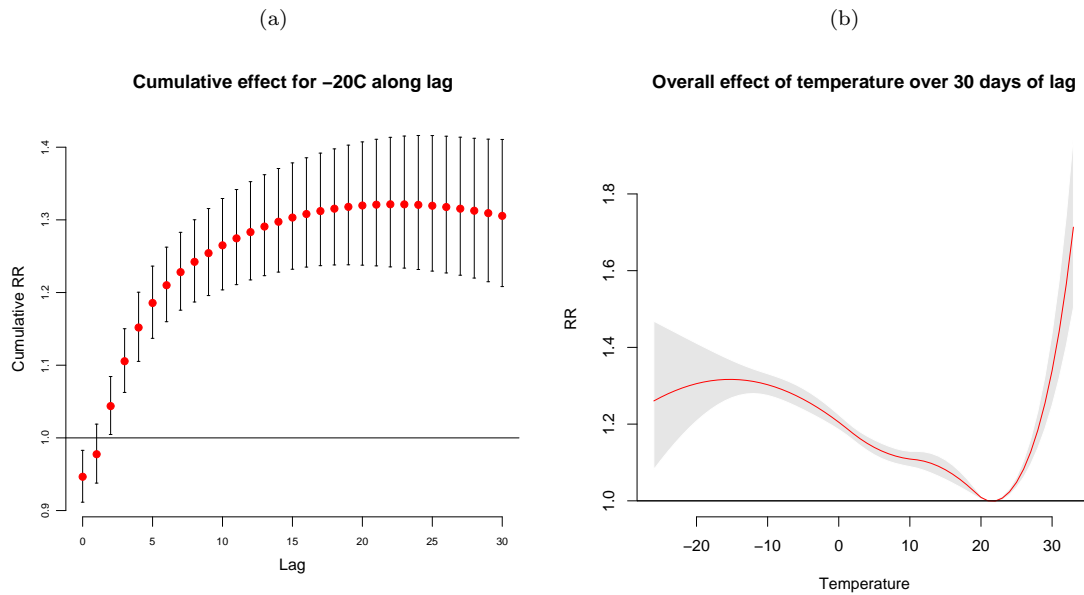 (a)
Cumulative effect for −20C along lag
Cumulative RR
1.4
1.3
1.2
1.1
1.0
0.9
0 5 10 15 20 25 30
Lag
(b)
Overall effect of temperature over 30 days of lag
RR
1.8
1.6
1.4
1.2
1.0
−20 −10 0 10 20 30
Temperature